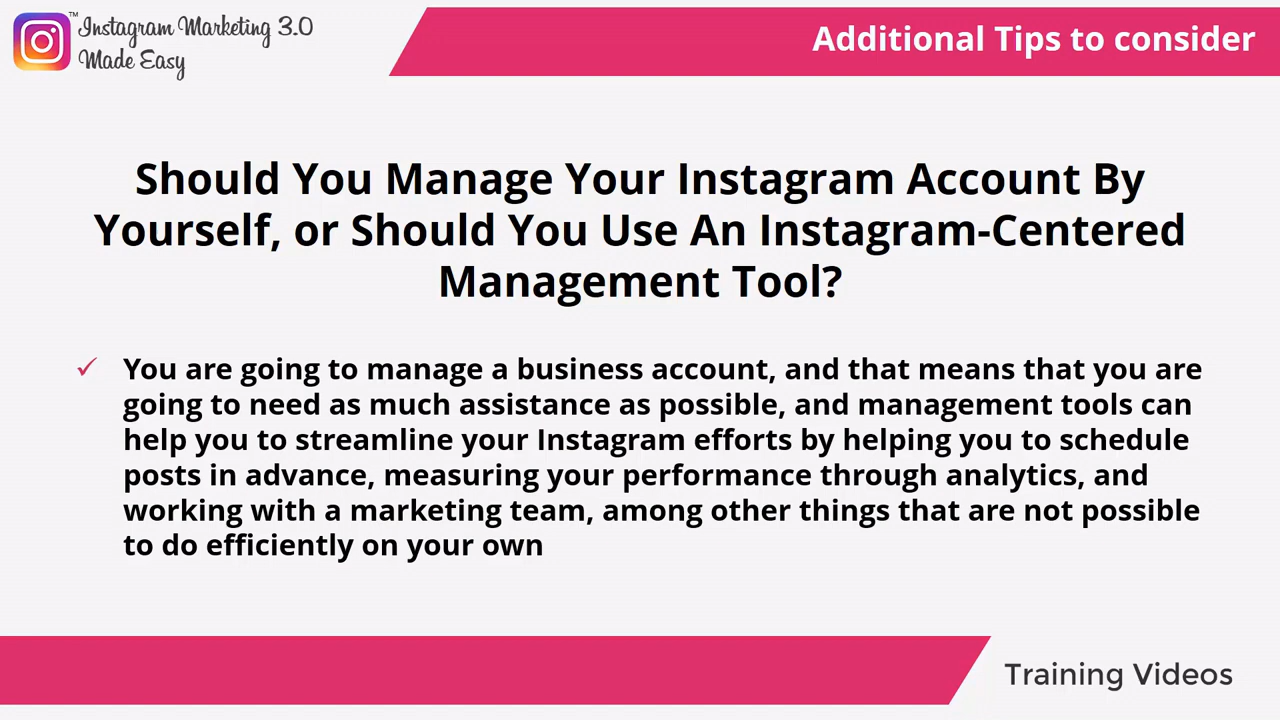 Instagram Marketing 3.0
Made Easy
™
Additional Tips to consider
Should You Manage Your Instagram Account By
Yourself, or Should You Use An Instagram-Centered
Management Tool?
✓ You are going to manage a business account, and that means that you are
going to need as much assistance as possible, and management tools can
help you to streamline your Instagram efforts by helping you to schedule
posts in advance, measuring your performance through analytics, and
working with a marketing team, among other things that are not possible
to do efficiently on your own
Training Videos